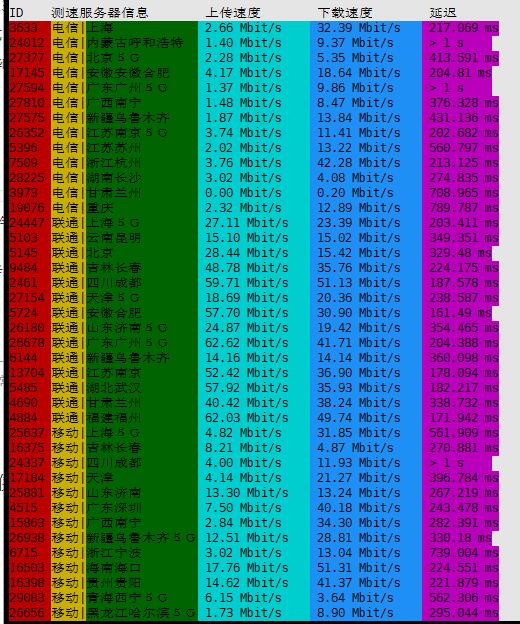 ID 测速服务器信息 上传速度 下载速度 延迟
3633 电信|上海 2.66 Mbit/s 32.39 Mbit/s 217.069 ms
24012 电信|内蒙古呼和浩特 1.40 Mbit/s 9.37 Mbit/s > 1 s
27377 电信|北京５Ｇ 2.28 Mbit/s 5.35 Mbit/s 413.591 ms
17145 电信|安徽安徽合肥 4.17 Mbit/s 18.64 Mbit/s 204.81 ms
27594 电信|广东广州５Ｇ 1.37 Mbit/s 9.86 Mbit/s > 1 s
27810 电信|广西南宁 1.48 Mbit/s 8.47 Mbit/s 376.328 ms
27575 电信|新疆乌鲁木齐 1.87 Mbit/s 13.84 Mbit/s 431.136 ms
26352 电信|江苏南京５Ｇ 3.74 Mbit/s 11.41 Mbit/s 202.682 ms
5396 电信|江苏苏州 2.02 Mbit/s 13.22 Mbit/s 560.797 ms
7509 电信|浙江杭州 3.76 Mbit/s 42.28 Mbit/s 213.125 ms
28225 电信|湖南长沙 3.02 Mbit/s 4.08 Mbit/s 274.835 ms
3973 电信|甘肃兰州 0.00 Mbit/s 0.20 Mbit/s 708.965 ms
19076 电信|重庆 2.32 Mbit/s 12.89 Mbit/s 789.787 ms
24447 联通|上海５Ｇ 27.11 Mbit/s 23.39 Mbit/s 203.411 ms
5103 联通|云南昆明 15.10 Mbit/s 15.02 Mbit/s 349.351 ms
5145 联通|北京 28.44 Mbit/s 15.42 Mbit/s 329.48 ms
9484 联通|吉林长春 48.78 Mbit/s 35.76 Mbit/s 224.175 ms
2461 联通|四川成都 59.71 Mbit/s 51.13 Mbit/s 187.578 ms
27154 联通|天津５Ｇ 18.69 Mbit/s 20.36 Mbit/s 238.587 ms
5724 联通|安徽合肥 57.70 Mbit/s 30.90 Mbit/s 161.49 ms
26180 联通|山东济南５Ｇ 24.87 Mbit/s 19.42 Mbit/s 354.465 ms
26678 联通|广东广州５Ｇ 62.62 Mbit/s 41.71 Mbit/s 204.388 ms
6144 联通|新疆乌鲁木齐 14.16 Mbit/s 14.14 Mbit/s 360.098 ms
13704 联通|江苏南京 52.42 Mbit/s 36.90 Mbit/s 178.094 ms
5485 联通|湖北武汉 57.92 Mbit/s 35.93 Mbit/s 182.217 ms
4690 联通|甘肃兰州 40.42 Mbit/s 38.24 Mbit/s 338.732 ms
4884 联通|福建福州 62.03 Mbit/s 49.74 Mbit/s 171.942 ms
25637 移动|上海５Ｇ 4.82 Mbit/s 31.85 Mbit/s 561.909 ms
16375 移动|吉林长春 8.21 Mbit/s 4.87 Mbit/s 270.881 ms
24337 移动|四川成都 4.00 Mbit/s 11.93 Mbit/s > 1 s
17184 移动|天津 4.14 Mbit/s 21.27 Mbit/s 396.784 ms
25881 移动|山东济南 13.30 Mbit/s 13.24 Mbit/s 267.219 ms
4515 移动|广东深圳 7.50 Mbit/s 40.18 Mbit/s 243.478 ms
15863 移动|广西南宁 2.84 Mbit/s 34.30 Mbit/s 282.391 ms
26938 移动|新疆乌鲁木齐５Ｇ 12.51 Mbit/s 28.81 Mbit/s 330.18 ms
6715 移动|浙江宁波 3.02 Mbit/s 13.04 Mbit/s 739.004 ms
16503 移动|海南海口 17.76 Mbit/s 51.31 Mbit/s 224.551 ms
16398 移动|贵州贵阳 14.62 Mbit/s 41.37 Mbit/s 221.879 ms
29083 移动|青海西宁５Ｇ 6.15 Mbit/s 3.64 Mbit/s 562.306 ms
26656 移动|黑龙江哈尔滨５Ｇ 1.73 Mbit/s 8.90 Mbit/s 295.044 ms